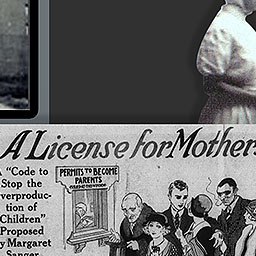 A License for Mother
A "Code to
Stop the
verproduc-
tion of
Children"
Proposed
y Margaret
Sanger
PERMITS TO BECOME
PARENTS